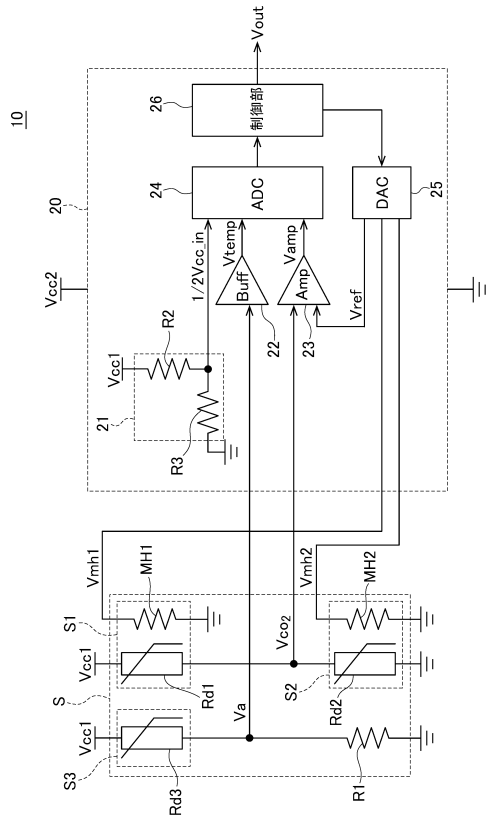 10
20
Vcc2
Vout
26
制御部
24
ADC
25
DAC
1/2Vcc_in
Vtemp
Vamp
Vref
Buff
22
Amp
23
21
Vcc1
R2
R3
Vmh1
MH1
S1
Vcc1
Rd1
Vco₂
Vmh2
MH2
S2
Rd2
S
S3
Vcc1
Rd3
Va
R1